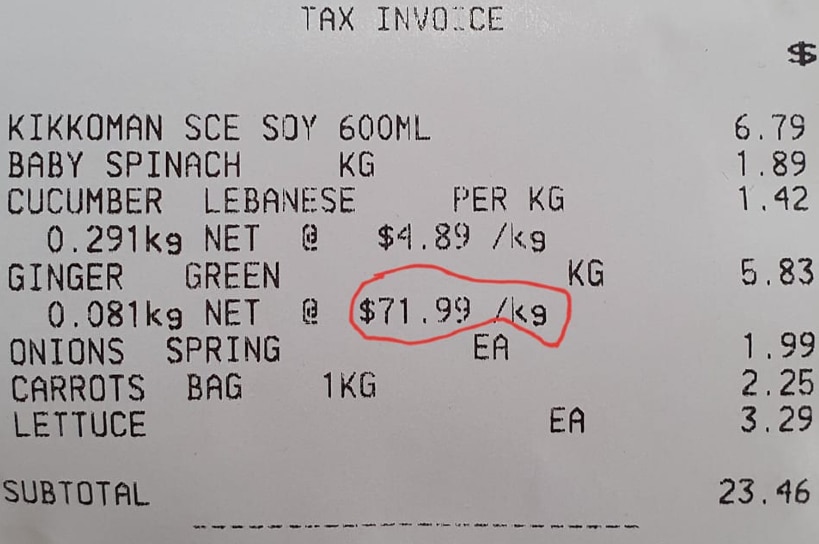 TAX INVOICE
$
KIKKOMAN SCE SOY 600ML 6.79
BABY SPINACH KG 1.89
CUCUMBER LEBANESE PER KG 1.42
0.291kg NET @ $4.89 /kg
GINGER GREEN KG 5.83
0.081kg NET @ $71.99 /kg
ONIONS SPRING EA 1.99
CARROTS BAG 1KG 2.25
LETTUCE EA 3.29
SUBTOTAL 23.46